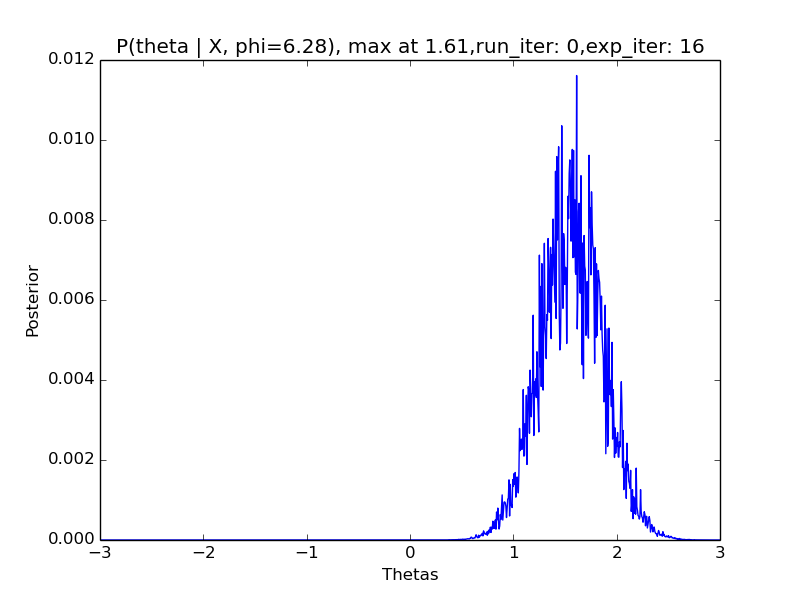 P(theta | X, phi=6.28), max at 1.61,run_iter: 0,exp_iter: 16
0.012
0.010
0.008
0.006
0.004
0.002
0.000
Posterior
−3 −2 −1 0 1 2 3
Thetas